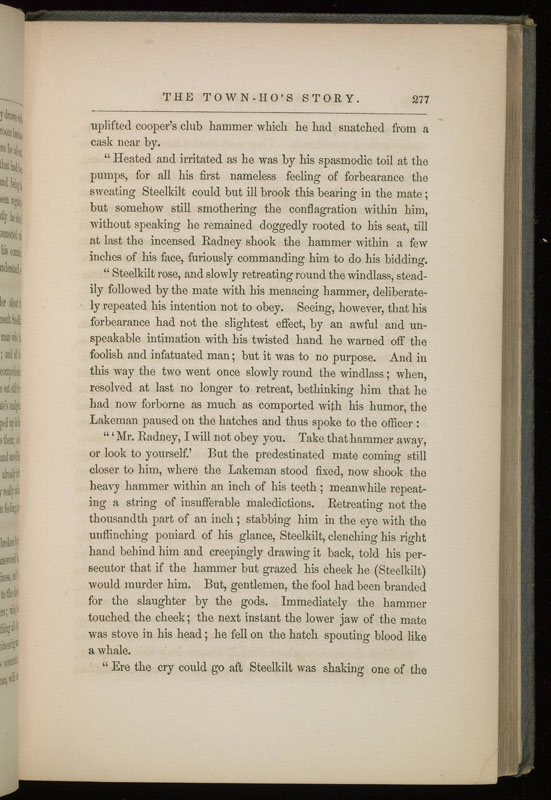 THE TOWN-HO'S STORY. 277
uplifted cooper's club hammer which he had snatched from a
cask near by.
"Heated and irritated as he was by his spasmodic toil at the
pumps, for all his first nameless feeling of forbearance the
sweating Steelkilt could but ill brook this bearing in the mate;
but somehow still smothering the conflagration within him,
without speaking he remained doggedly rooted to his seat, till
at last the incensed Radney shook the hammer within a few
inches of his face, furiously commanding him to do his bidding.
"Steelkilt rose, and slowly retreating round the windlass, stead-
ily followed by the mate with his menacing hammer, deliberate-
ly repeated his intention not to obey. Seeing, however, that his
forbearance had not the slightest effect, by an awful and un-
speakable intimation with his twisted hand he warned off the
foolish and infatuated man; but it was to no purpose. And in
this way the two went once slowly round the windlass; when,
resolved at last no longer to retreat, bethinking him that he
had now forborne as much as comported with his humor, the
Lakeman paused on the hatches and thus spoke to the officer:
"'Mr. Radney, I will not obey you. Take that hammer away,
or look to yourself.' But the predestinated mate coming still
closer to him, where the Lakeman stood fixed, now shook the
heavy hammer within an inch of his teeth; meanwhile repeat-
ing a string of insufferable maledictions. Retreating not the
thousandth part of an inch; stabbing him in the eye with the
unflinching poniard of his glance, Steelkilt, clenching his right
hand behind him and creepingly drawing it back, told his per-
secutor that if the hammer but grazed his cheek he (Steelkilt)
would murder him. But, gentlemen, the fool had been branded
for the slaughter by the gods. Immediately the hammer
touched the cheek; the next instant the lower jaw of the mate
was stove in his head; he fell on the hatch spouting blood like
a whale.
"Ere the cry could go aft Steelkilt was shaking one of the